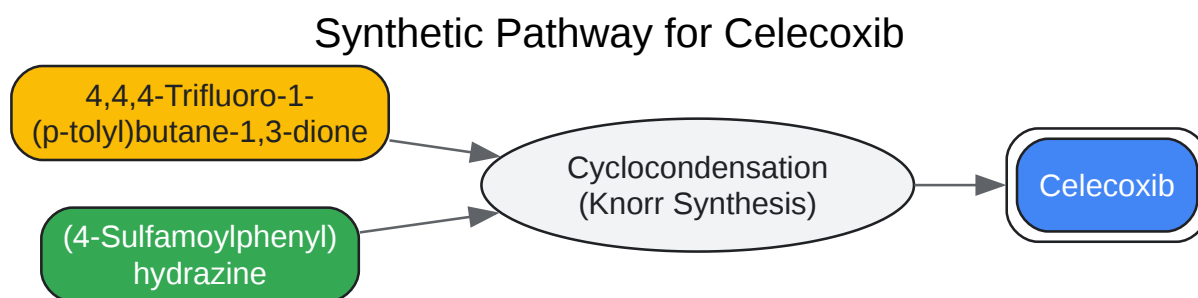 Synthetic Pathway for Celecoxib
4,4,4-Trifluoro-1-
(p-tolyl)butane-1,3-dione
(4-Sulfamoylphenyl)
hydrazine
Cyclocondensation
(Knorr Synthesis)
Celecoxib